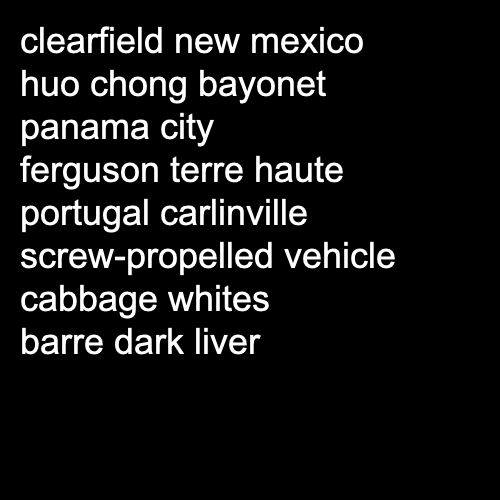 clearfield new mexico
huo chong bayonet
panama city
ferguson terre haute
portugal carlinville
screw-propelled vehicle
cabbage whites
barre dark liver